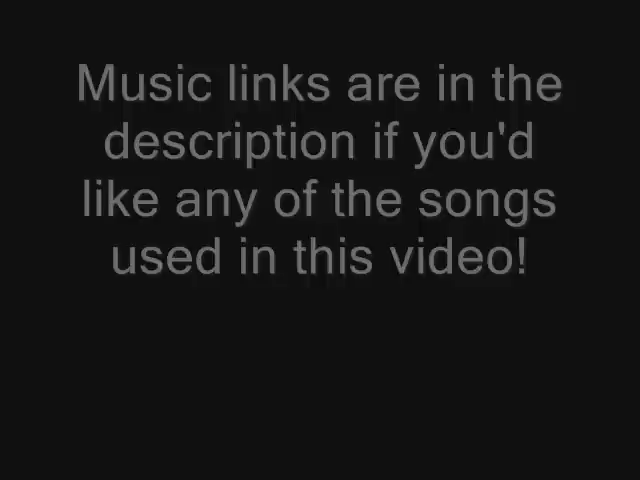 Music links are in the
description if you'd
like any of the songs
used in this video!